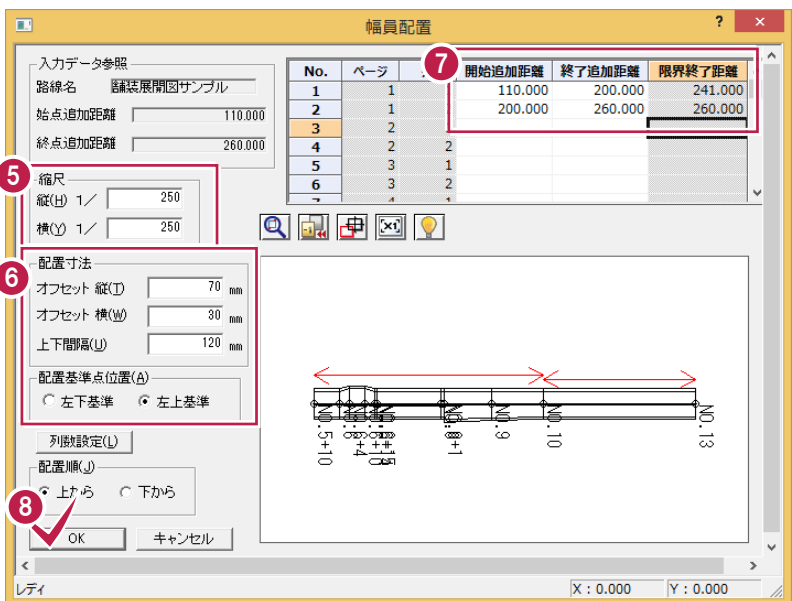 幅員配置
?
×
入力データ参照
路線名 舗装展開図サンプル
始点追加距離 110.000
終点追加距離 260.000
5
縮尺
縦(H) 1/ 250
横(Y) 1/ 250
6
配置寸法
オフセット 縦(T) 70 mm
オフセット 横(W) 30 mm
上下間隔(U) 120 mm
配置基準点位置(A)
左下基準 左上基準
列数設定(L)
配置順(J)
上から 下から
8
OK キャンセル
7
No. ページ 開始追加距離 終了追加距離 限界終了距離
1 1 110.000 200.000 241.000
2 1 200.000 260.000 260.000
3 2
4 2 2
5 3 1
6 3 2
NO.5+10
NO.8+1
NO.9
NO.10
NO.13
レディ X : 0.000 Y : 0.000